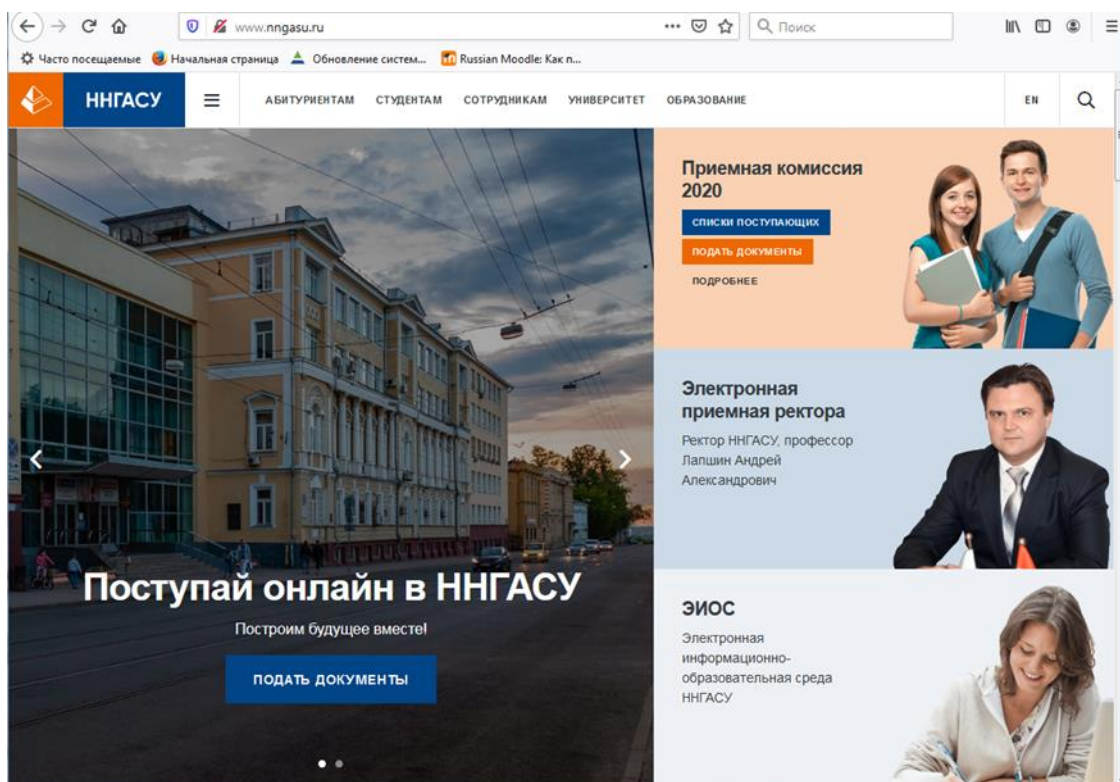 www.nngasu.ru
Поиск
Часто посещаемые
Начальная страница
Обновление систем...
Russian Moodle: Как п...
ННГАСУ
АБИТУРИЕНТАМ
СТУДЕНТАМ
СОТРУДНИКАМ
УНИВЕРСИТЕТ
ОБРАЗОВАНИЕ
EN
Поступай онлайн в ННГАСУ
Построим будущее вместе!
ПОДАТЬ ДОКУМЕНТЫ
Приемная комиссия
2020
СПИСКИ ПОСТУПАЮЩИХ
ПОДАТЬ ДОКУМЕНТЫ
ПОДРОБНЕЕ
Электронная
приемная ректора
Ректор ННГАСУ, профессор
Лапшин Андрей
Александрович
ЭИОС
Электронная
информационно-
образовательная среда
ННГАСУ